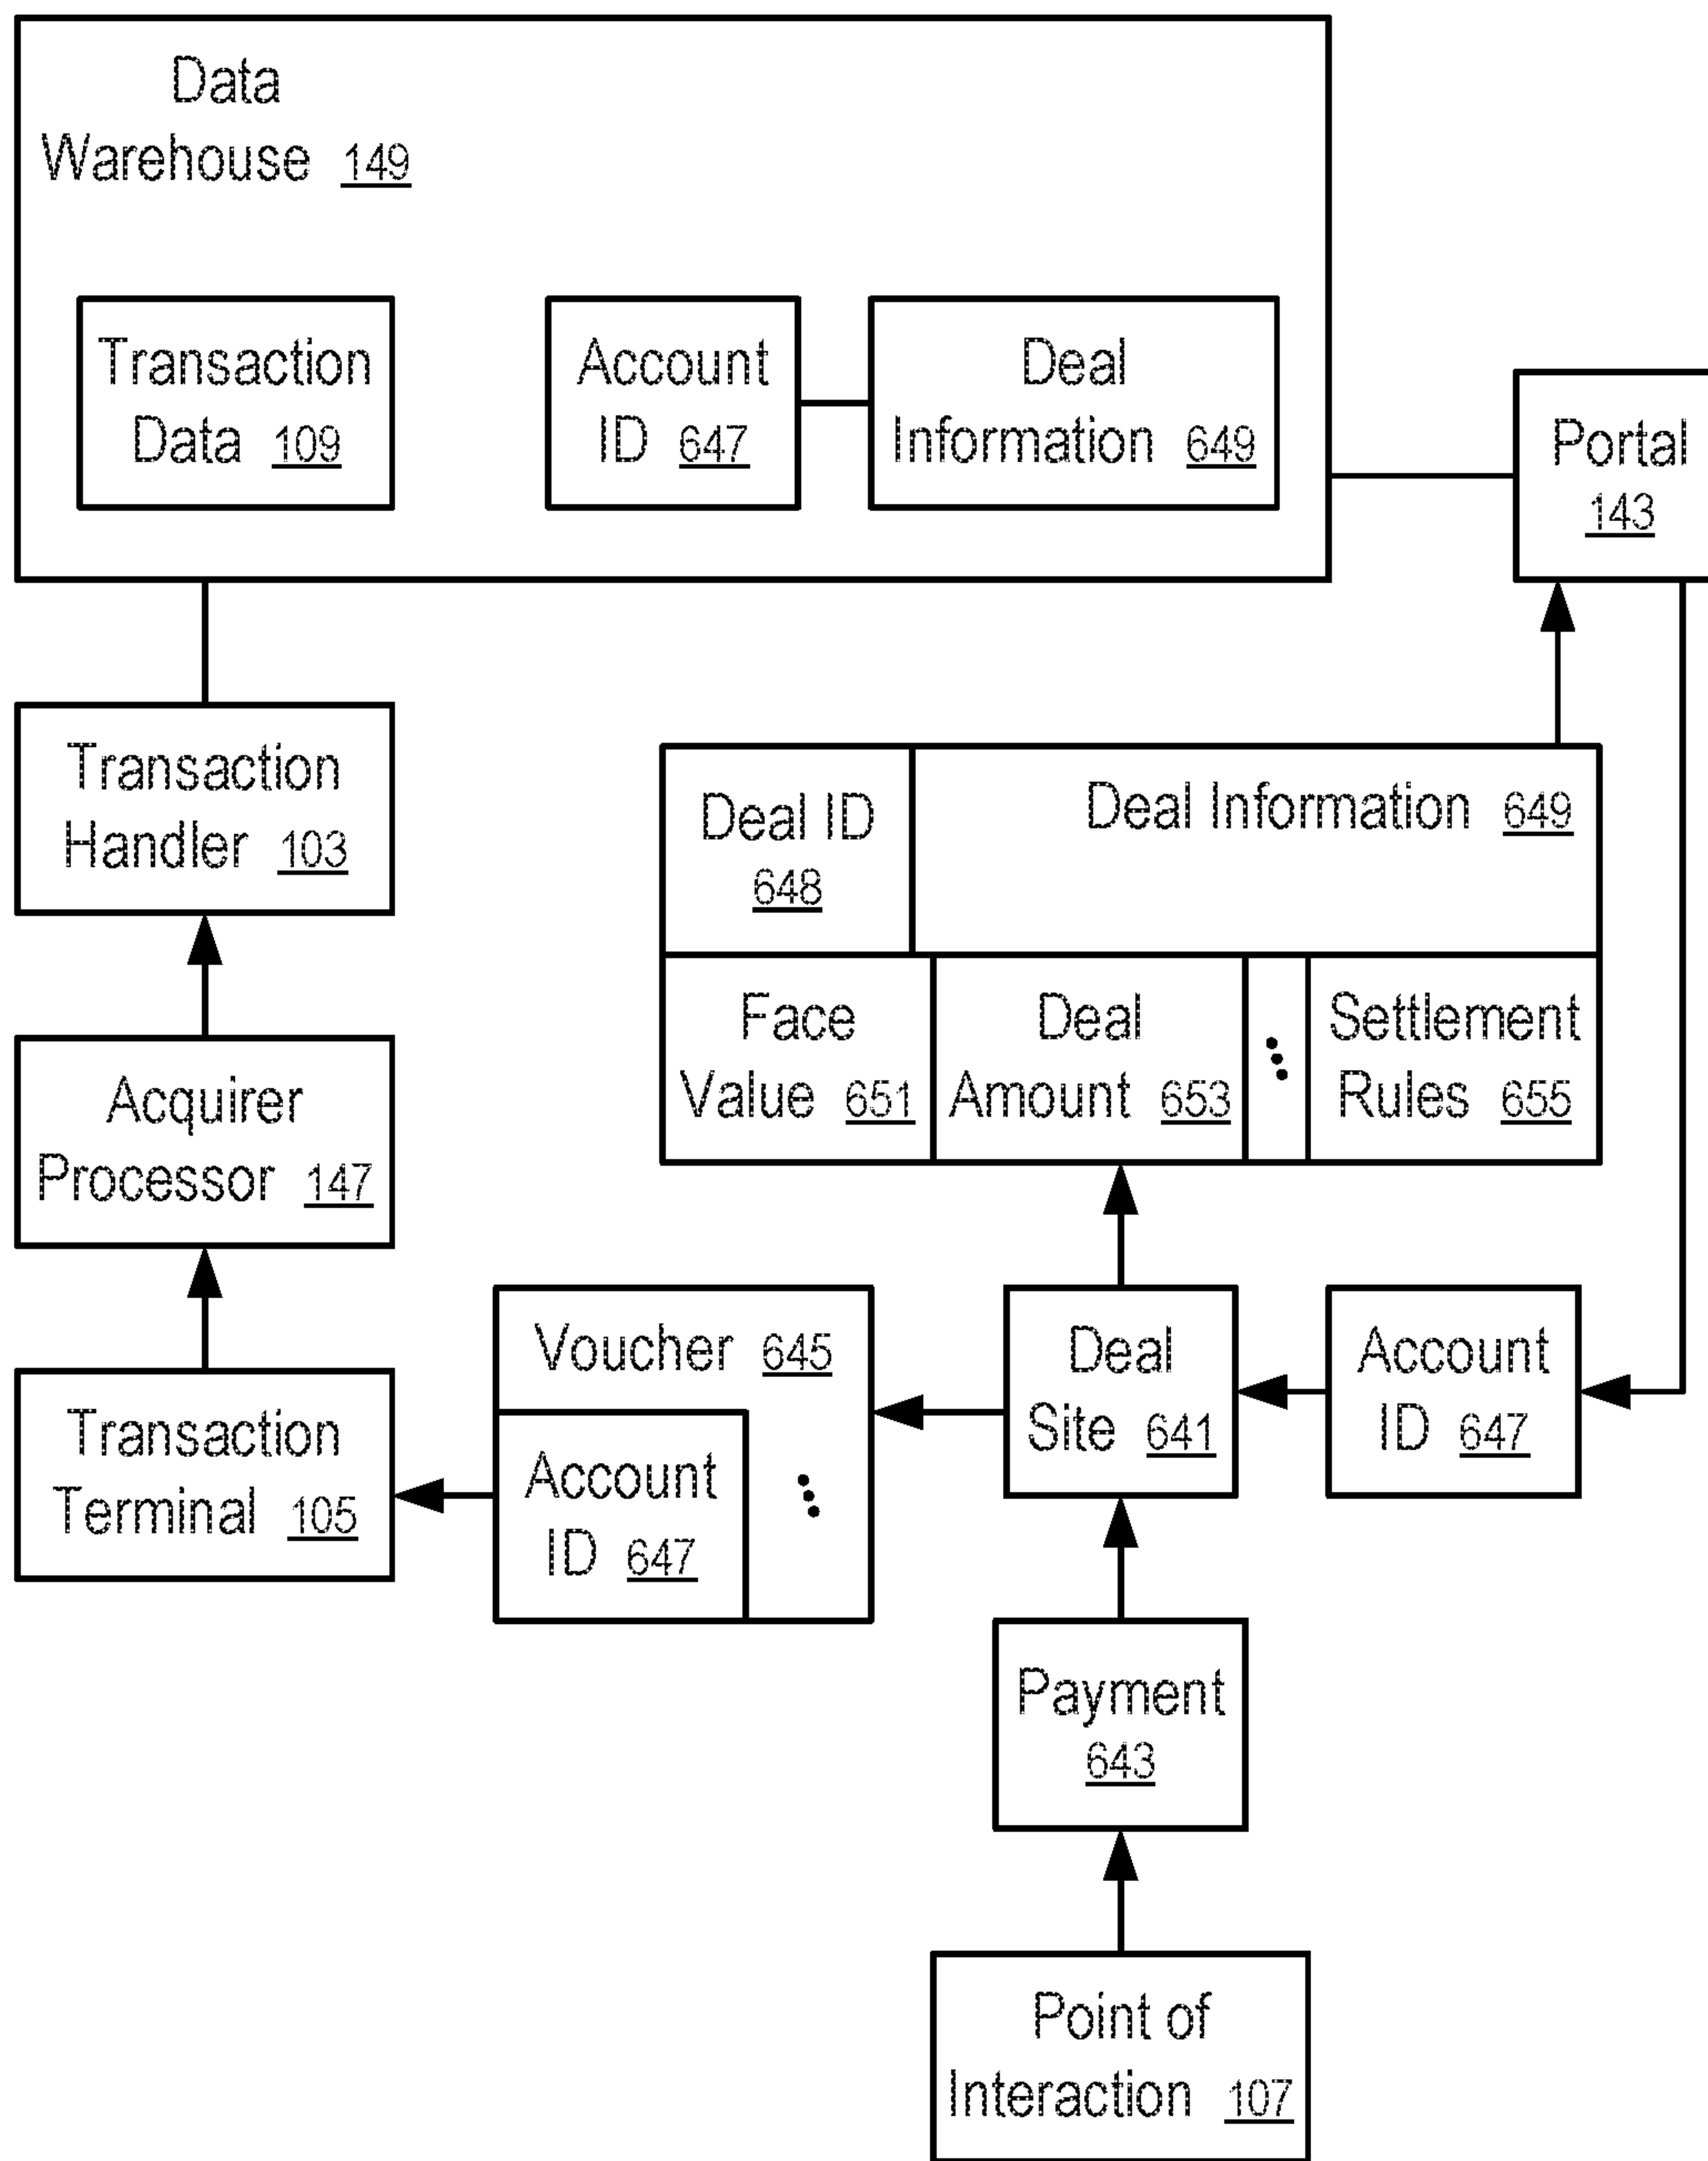 Data
Warehouse 149
Transaction
Data 109
Account
ID 647
Deal
Information 649
Portal
143
Transaction
Handler 103
Deal ID
648
Deal Information 649
Face
Value 651
Deal
Amount 653
Settlement
Rules 655
Acquirer
Processor 147
Voucher 645
Account
ID 647
Deal
Site 641
Account
ID 647
Transaction
Terminal 105
Payment
643
Point of
Interaction 107